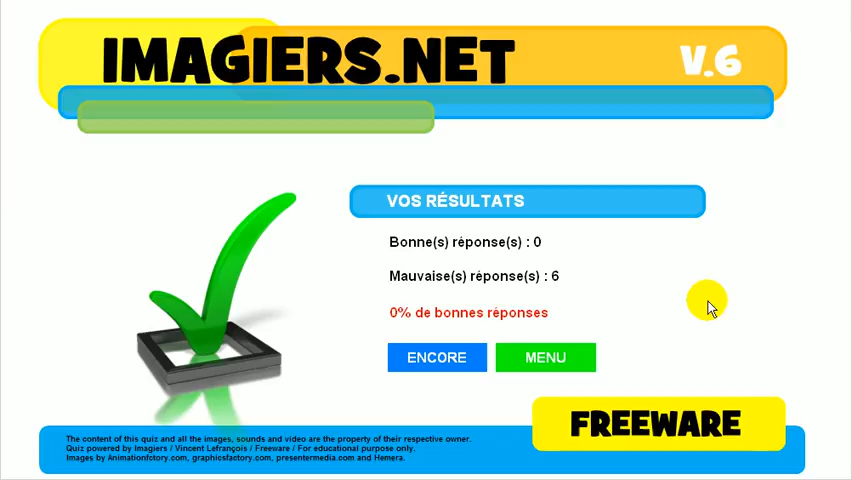 IMAGIERS.NET
V.6
VOS RÉSULTATS
Bonne(s) réponse(s) : 0
Mauvaise(s) réponse(s) : 6
0% de bonnes réponses
ENCORE
MENU
FREEWARE
The content of this quiz and all the images, sounds and video are the property of their respective owner.
Quiz powered by Imagiers / Vincent Lefrançois / Freeware / For educational purpose only.
Images by Animationfctory.com, graphicsfactory.com, presentermedia.com and Hemera.